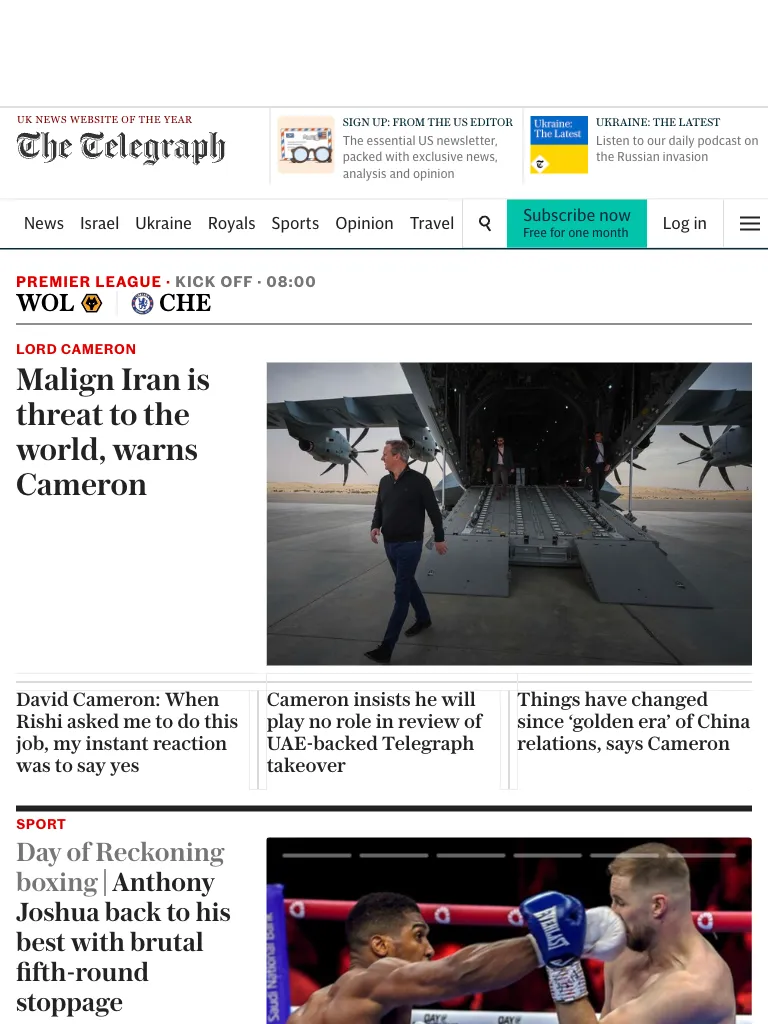 UK NEWS WEBSITE OF THE YEAR
The Telegraph
SIGN UP: FROM THE US EDITOR
The essential US newsletter,
packed with exclusive news,
analysis and opinion
Ukraine:
The Latest
UKRAINE: THE LATEST
Listen to our daily podcast on
the Russian invasion
News Israel Ukraine Royals Sports Opinion Travel
Subscribe now
Free for one month
Log in
PREMIER LEAGUE · KICK OFF · 08:00
WOL CHE
LORD CAMERON
Malign Iran is
threat to the
world, warns
Cameron
David Cameron: When
Rishi asked me to do this
job, my instant reaction
was to say yes
Cameron insists he will
play no role in review of
UAE-backed Telegraph
takeover
Things have changed
since ‘golden era’ of China
relations, says Cameron
SPORT
Day of Reckoning
boxing | Anthony
Joshua back to his
best with brutal
fifth-round
stoppage
Saudi National Bank
EVERLAST
DAY
DAY